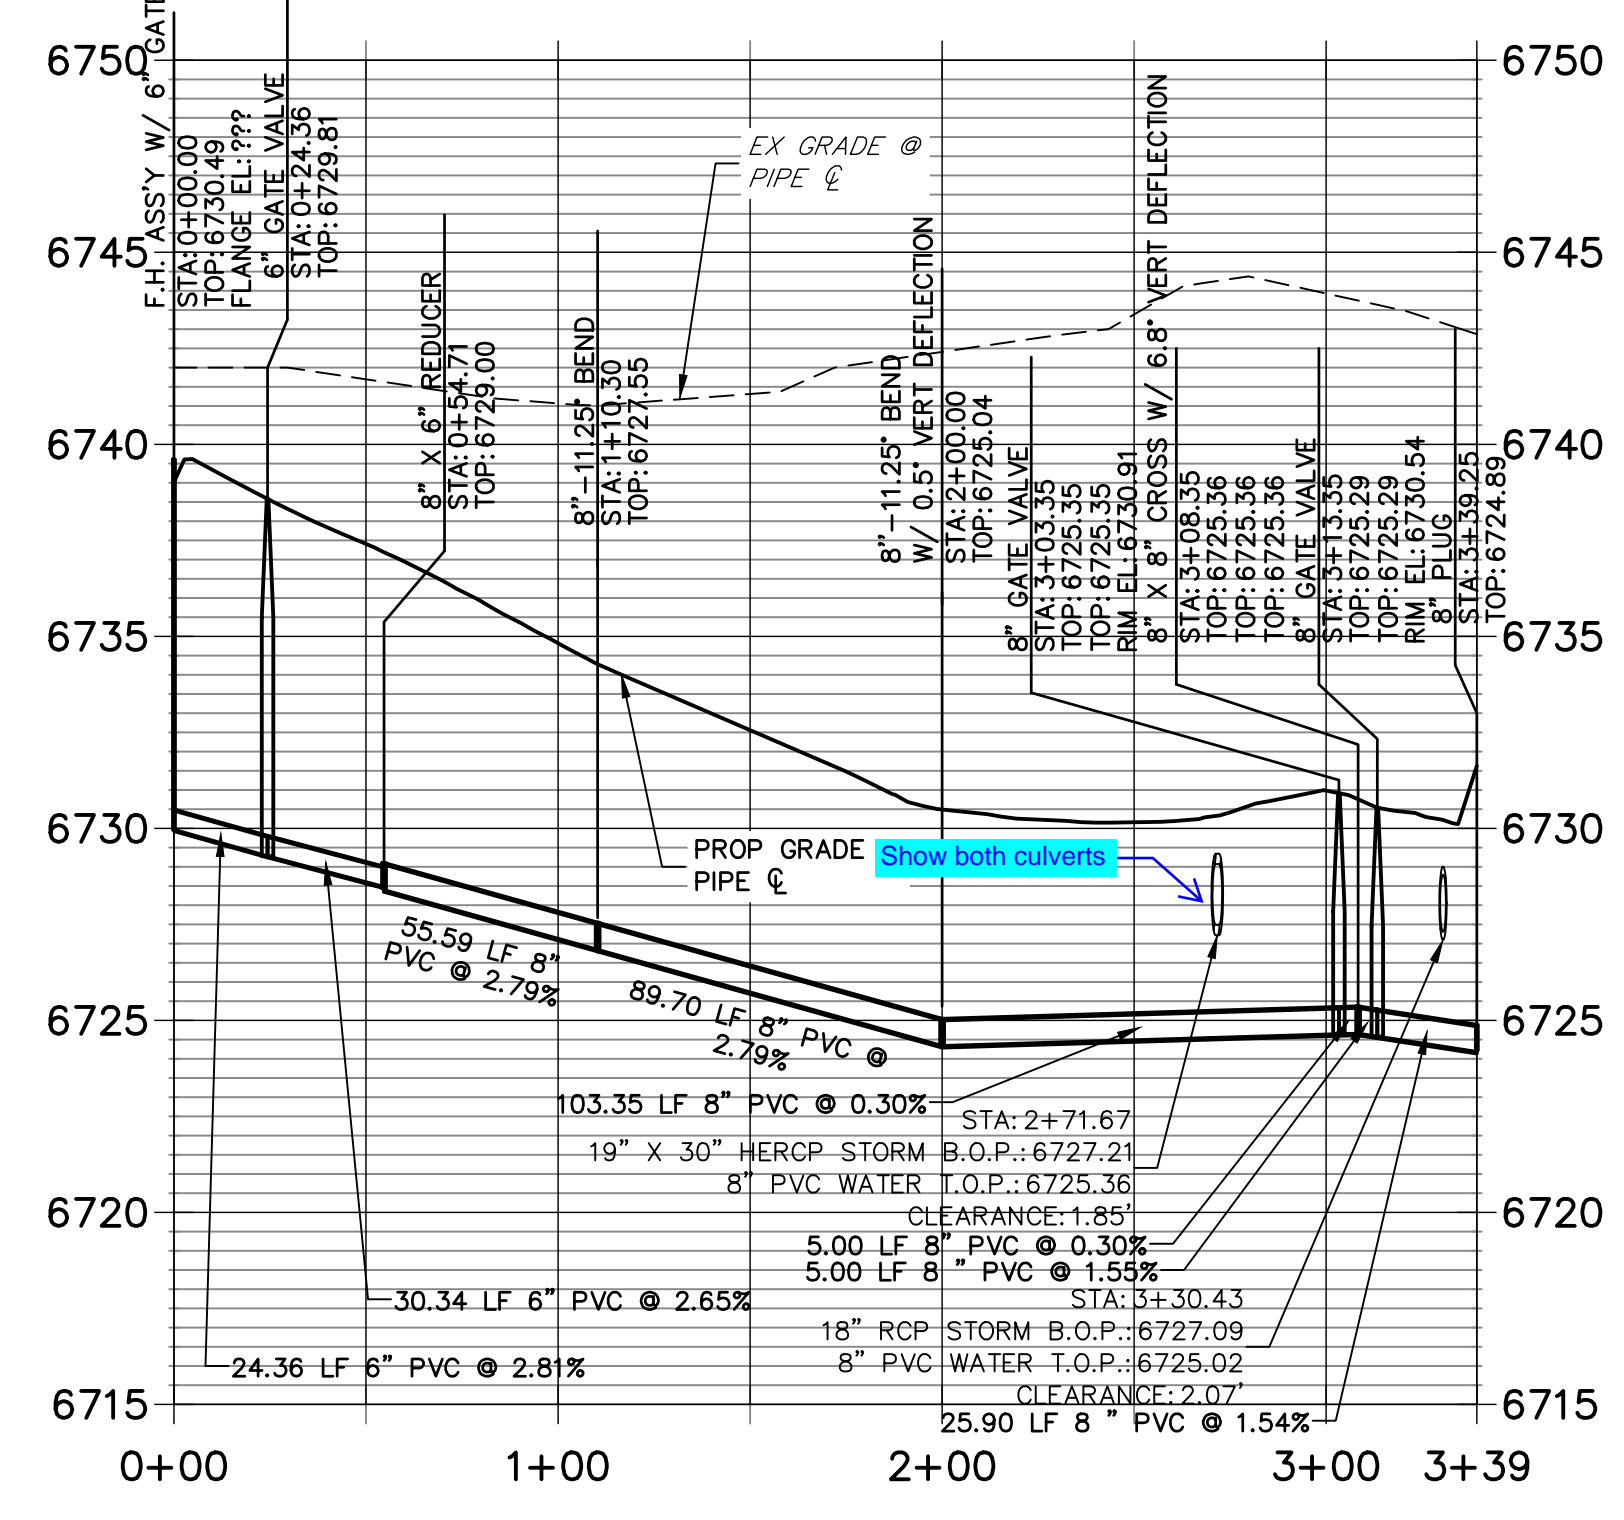 6750
6745
6740
6735
6730
6725
6720
6715
F.H. ASS'Y W/ 6" GATE
STA: 0+00.00
TOP: 6730.49
FLANGE EL: ???
6" GATE VALVE
STA: 0+24.36
TOP: 6729.81
8" X 6" REDUCER
STA: 0+54.71
TOP: 6729.00
8"-11.25° BEND
STA: 1+10.30
TOP: 6727.55
EX GRADE @
PIPE ℄
8"-11.25° BEND
W/ 0.5° VERT DEFLECTION
STA: 2+00.00
TOP: 6725.04
8" GATE VALVE
STA: 3+03.35
TOP: 6725.35
TOP: 6725.35
RIM EL: 6730.91
8" X 8" CROSS W/ 6.8° VERT DEFLECTION
STA: 3+08.35
TOP: 6725.36
TOP: 6725.36
TOP: 6725.36
8" GATE VALVE
STA: 3+13.35
TOP: 6725.29
TOP: 6725.29
RIM EL: 6730.54
8" PLUG
STA: 3+39.25
TOP: 6724.89
6750
6745
6740
6735
6730
6725
6720
6715
PROP GRADE
PIPE ℄
Show both culverts
55.59 LF 8"
PVC @ 2.79%
89.70 LF 8" PVC @
2.79%
103.35 LF 8" PVC @ 0.30%
STA: 2+71.67
19" X 30" HERCP STORM B.O.P.: 6727.21
8" PVC WATER T.O.P.: 6725.36
CLEARANCE: 1.85'
5.00 LF 8" PVC @ 0.30%
5.00 LF 8 " PVC @ 1.55%
30.34 LF 6" PVC @ 2.65%
STA: 3+30.43
18" RCP STORM B.O.P.: 6727.09
8" PVC WATER T.O.P.: 6725.02
CLEARANCE: 2.07'
24.36 LF 6" PVC @ 2.81%
25.90 LF 8 " PVC @ 1.54%
0+00
1+00
2+00
3+00
3+39